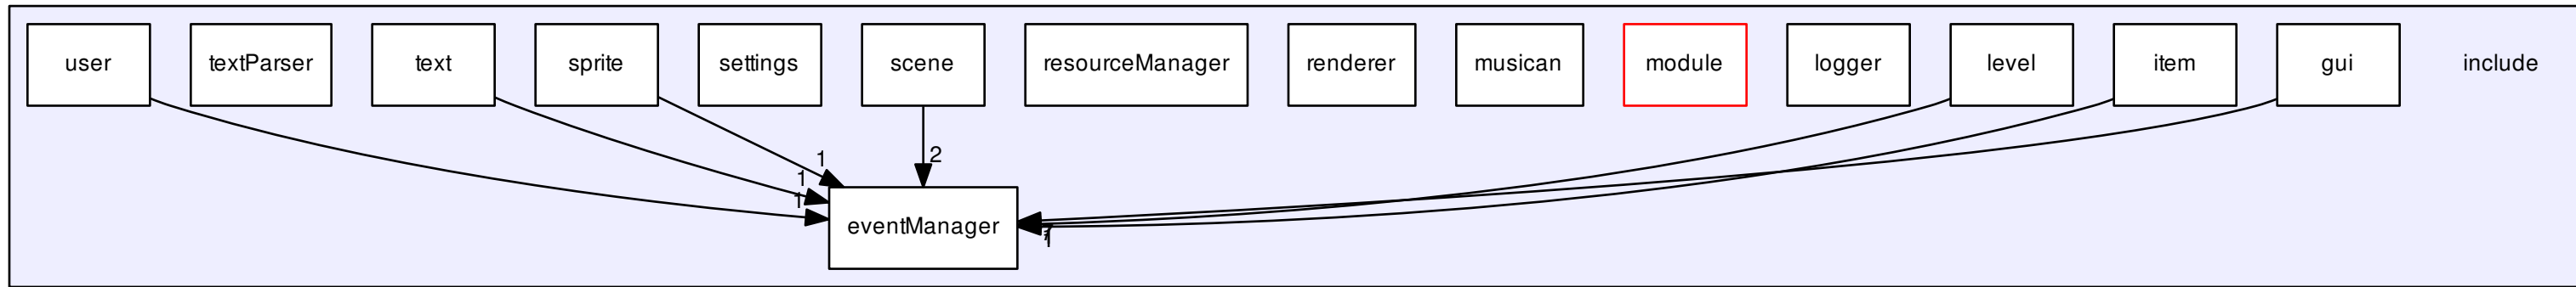 user
textParser
text
sprite
settings
scene
resourceManager
renderer
musican
module
logger
level
item
gui
include
1
2
1
1
eventManager